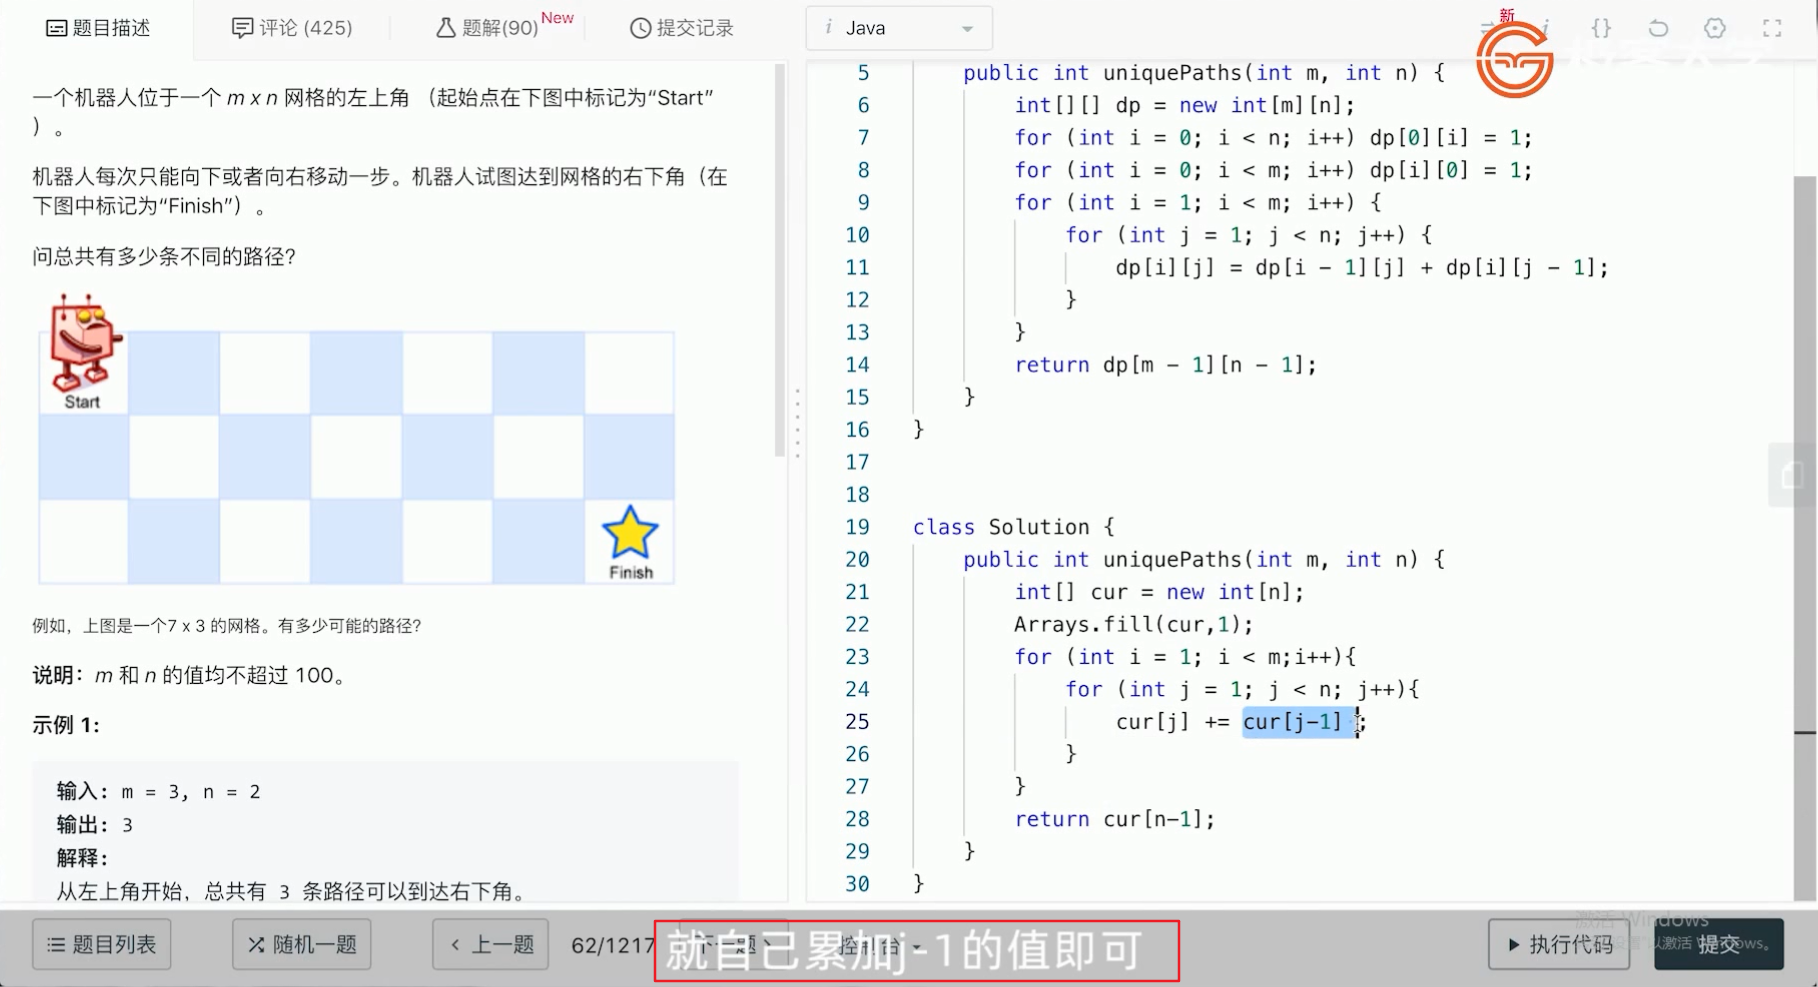 题目描述
评论 (425)
题解(90)
New
提交记录
一个机器人位于一个 m x n 网格的左上角 （起始点在下图中标记为“Start”
）。
机器人每次只能向下或者向右移动一步。机器人试图达到网格的右下角（在
下图中标记为“Finish”）。
问总共有多少条不同的路径？
Start
Finish
例如，上图是一个7 x 3 的网格。有多少可能的路径？
说明：m 和 n 的值均不超过 100。
示例 1:
输入: m = 3, n = 2
输出: 3
解释:
从左上角开始，总共有 3 条路径可以到达右下角。
i Java
新
i {}
5 public int uniquePaths(int m, int n) {
6 int[][] dp = new int[m][n];
7 for (int i = 0; i < n; i++) dp[0][i] = 1;
8 for (int i = 0; i < m; i++) dp[i][0] = 1;
9 for (int i = 1; i < m; i++) {
10 for (int j = 1; j < n; j++) {
11 dp[i][j] = dp[i - 1][j] + dp[i][j - 1];
12 }
13 }
14 return dp[m - 1][n - 1];
15 }
16 }
17
18
19 class Solution {
20 public int uniquePaths(int m, int n) {
21 int[] cur = new int[n];
22 Arrays.fill(cur,1);
23 for (int i = 1; i < m;i++){
24 for (int j = 1; j < n; j++){
25 cur[j] += cur[j-1] ;
26 }
27 }
28 return cur[n-1];
29 }
30 }
题目列表
随机一题
上一题
62/1217
下一题
控制台
就自己累加j-1的值即可
执行代码
提交
激活 Windows